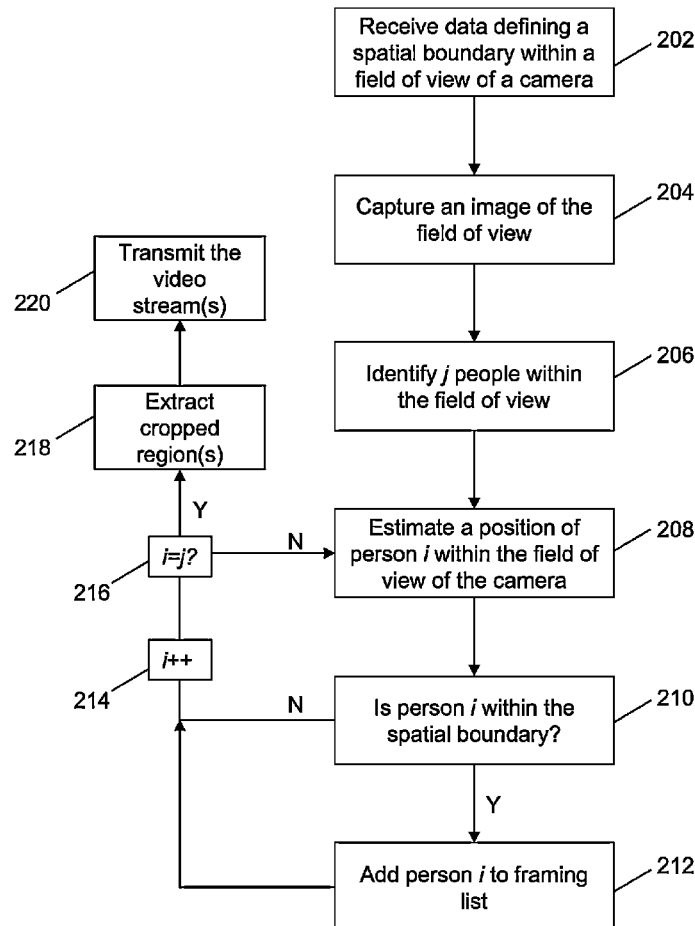 Receive data defining a
spatial boundary within a
field of view of a camera
202
Capture an image of the
field of view
204
Identify j people within
the field of view
206
Estimate a position of
person i within the field of
view of the camera
208
Is person i within the
spatial boundary?
210
N
Y
Add person i to framing
list
212
i++
214
i=j?
216
N
Y
Extract
cropped
region(s)
218
Transmit the
video
stream(s)
220